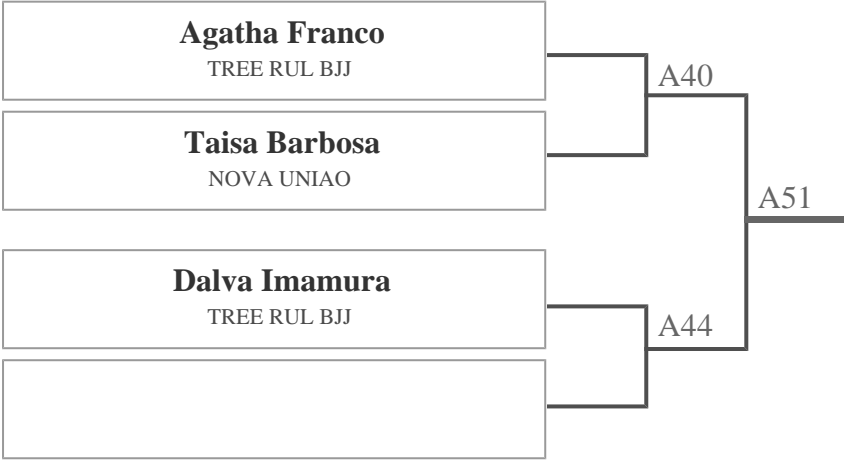 Agatha Franco
TREE RUL BJJ
A40
Taisa Barbosa
NOVA UNIAO
A51
Dalva Imamura
TREE RUL BJJ
A44